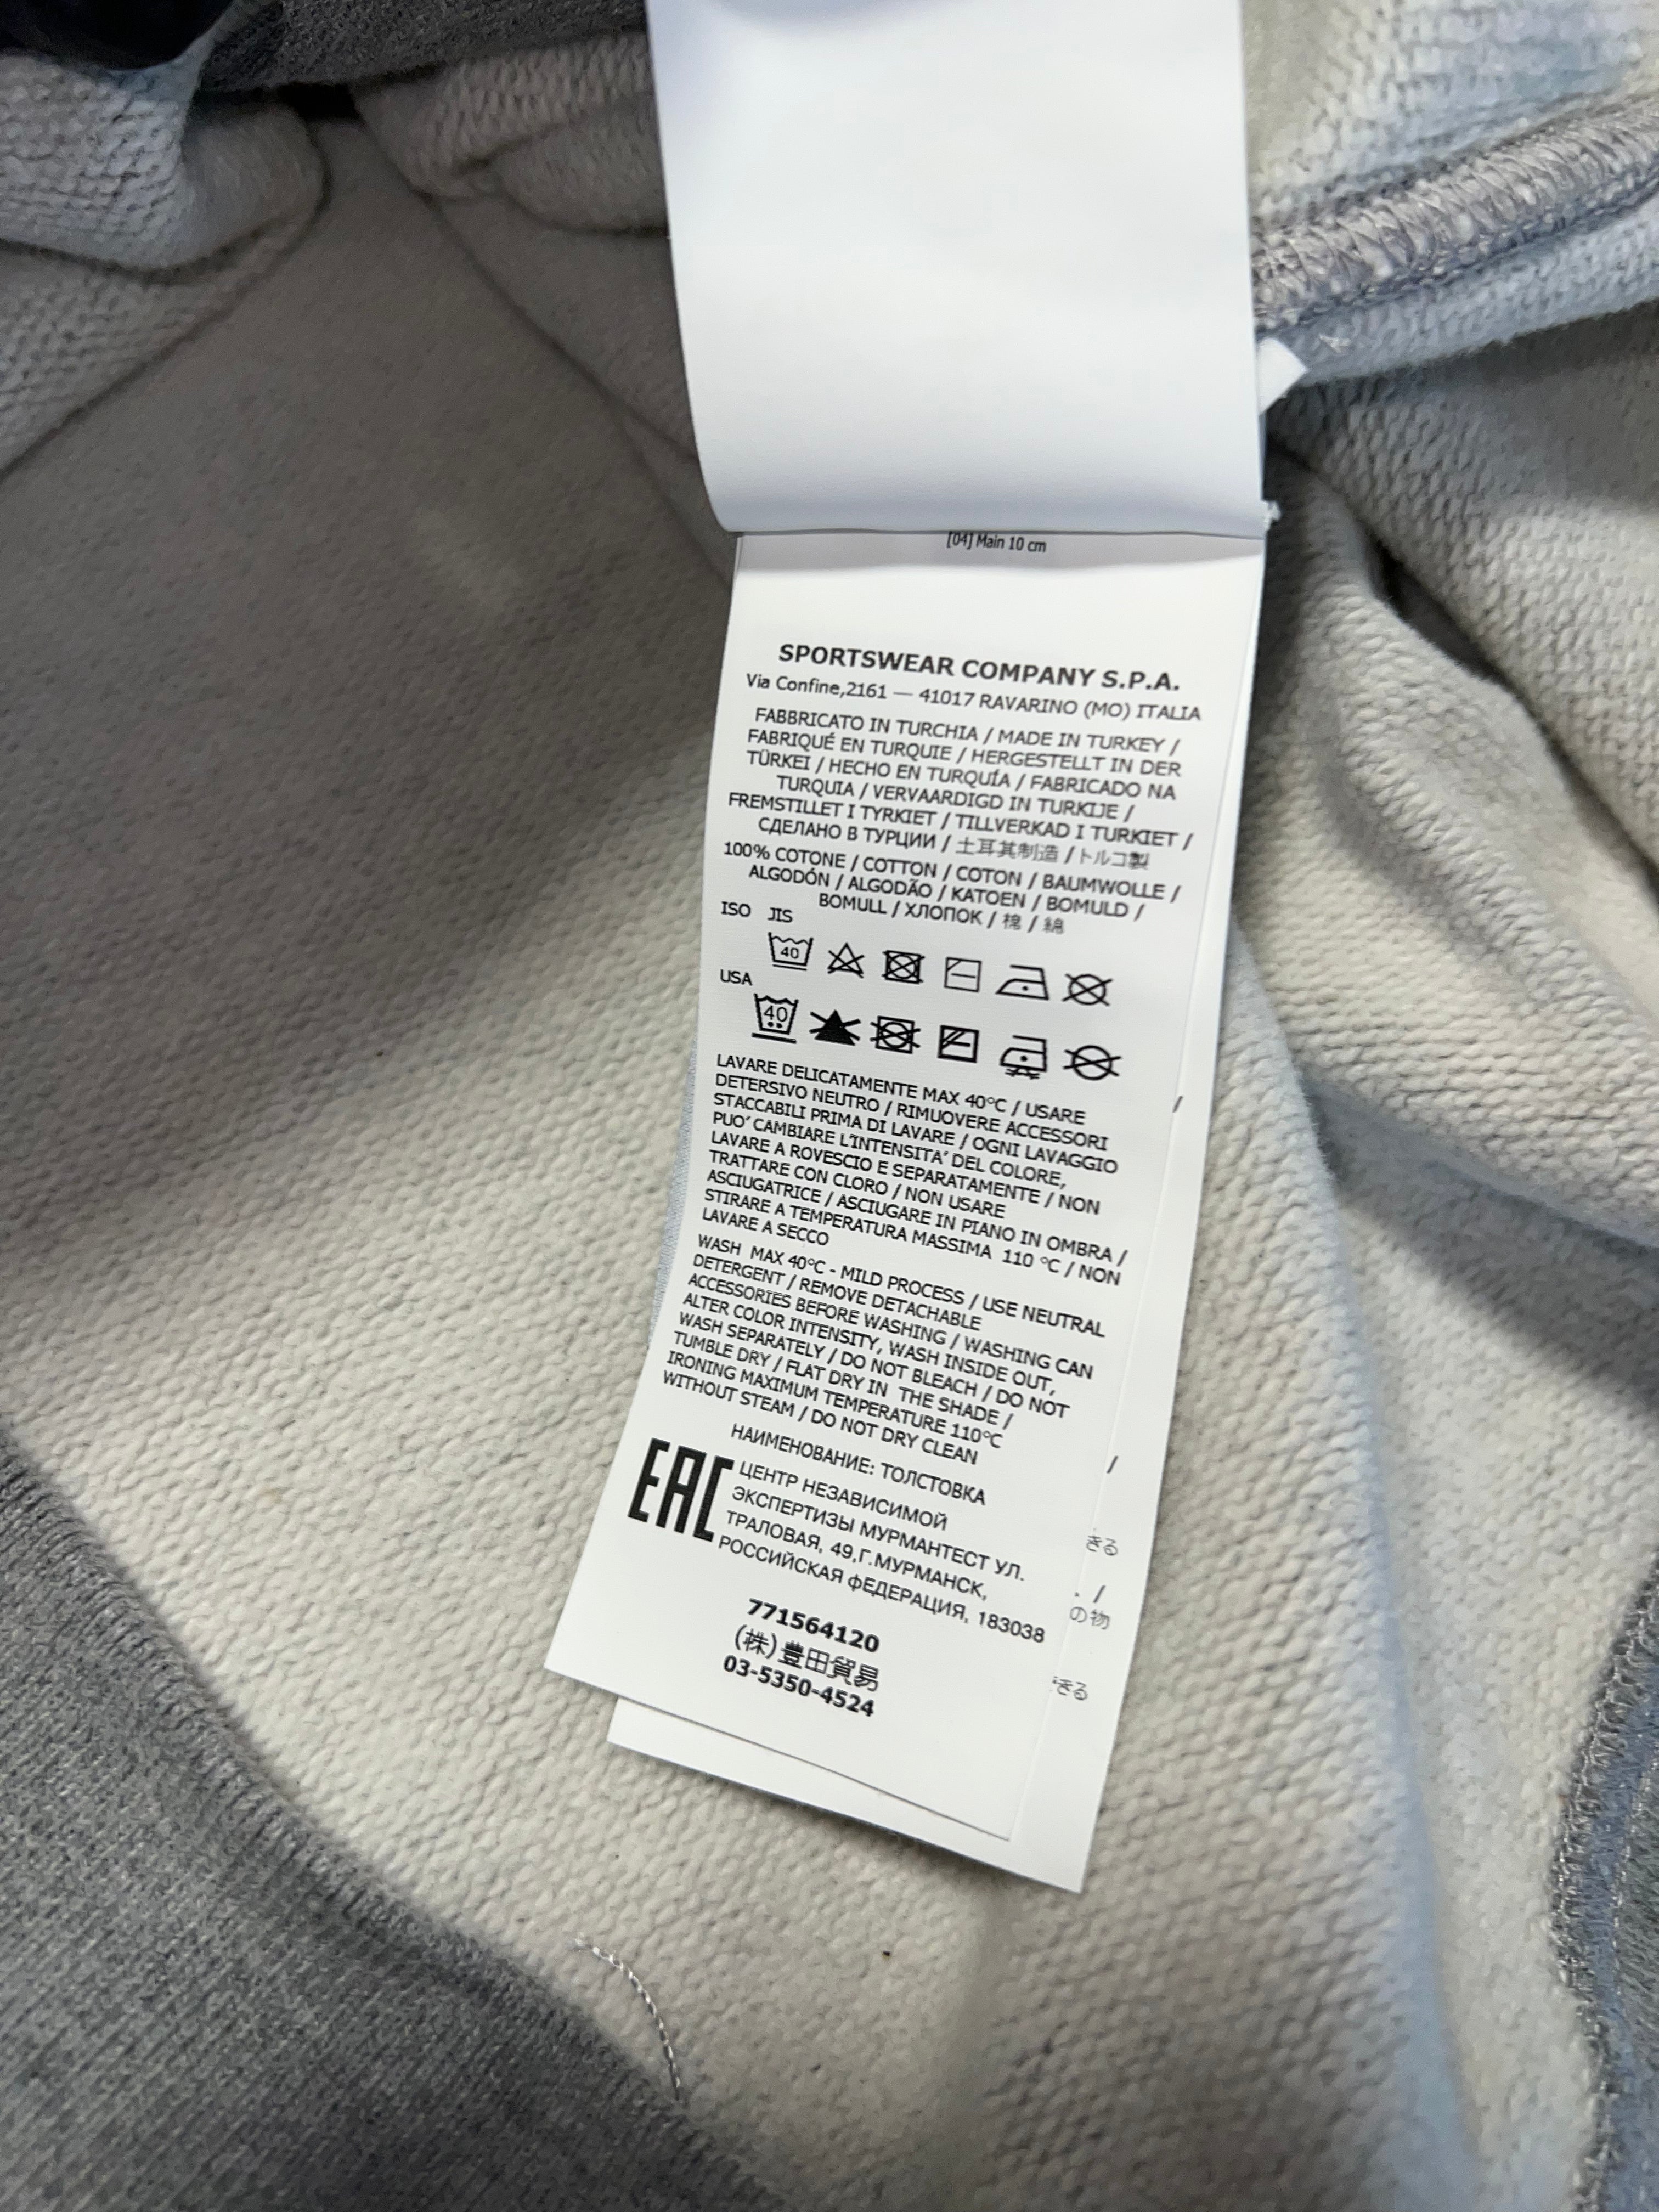 [04] Main 10 cm
SPORTSWEAR COMPANY S.P.A.
Via Confine,2161 — 41017 RAVARINO (MO) ITALIA
FABBRICATO IN TURCHIA / MADE IN TURKEY /
FABRIQUÉ EN TURQUIE / HERGESTELLT IN DER
TÜRKEI / HECHO EN TURQUÍA / FABRICADO NA
TURQUIA / VERVAARDIGD IN TURKIJE /
FREMSTILLET I TYRKIET / TILLVERKAD I TURKIET /
СДЕЛАНО В ТУРЦИИ / 土耳其制造 / トルコ製
100% COTONE / COTTON / COTON / BAUMWOLLE /
ALGODÓN / ALGODÃO / KATOEN / BOMULD /
BOMULL / ХЛОПОК / 棉 / 綿
ISO JIS
40
USA
40
LAVARE DELICATAMENTE MAX 40°C / USARE
DETERSIVO NEUTRO / RIMUOVERE ACCESSORI
STACCABILI PRIMA DI LAVARE / OGNI LAVAGGIO
PUO' CAMBIARE L'INTENSITA' DEL COLORE,
LAVARE A ROVESCIO E SEPARATAMENTE / NON
TRATTARE CON CLORO / NON USARE
ASCIUGATRICE / ASCIUGARE IN PIANO IN OMBRA /
STIRARE A TEMPERATURA MASSIMA 110 °C / NON
LAVARE A SECCO
WASH MAX 40°C - MILD PROCESS / USE NEUTRAL
DETERGENT / REMOVE DETACHABLE
ACCESSORIES BEFORE WASHING / WASHING CAN
ALTER COLOR INTENSITY, WASH INSIDE OUT,
WASH SEPARATELY / DO NOT BLEACH / DO NOT
TUMBLE DRY / FLAT DRY IN THE SHADE /
IRONING MAXIMUM TEMPERATURE 110°C
WITHOUT STEAM / DO NOT DRY CLEAN
НАИМЕНОВАНИЕ: ТОЛСТОВКА
EAC
ЦЕНТР НЕЗАВИСИМОЙ
ЭКСПЕРТИЗЫ МУРМАНТЕСТ УЛ.
ТРАЛОВАЯ, 49,Г.МУРМАНСК,
РОССИЙСКАЯ фЕДЕРАЦИЯ, 183038
771564120
(株)豊田貿易
03-5350-4524
/
/
きる
/
の物
きる